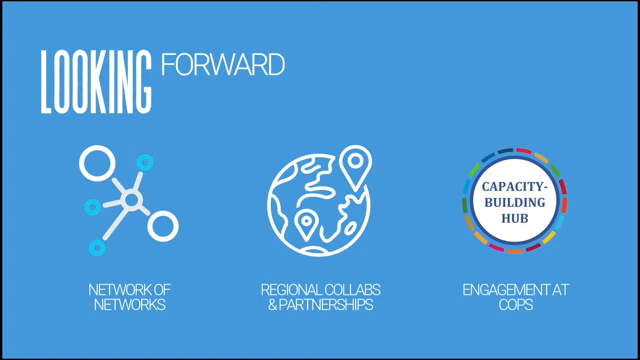 LOOKING FORWARD
CAPACITY-
BUILDING
HUB
NETWORK OF
NETWORKS
REGIONAL COLLABS
& PARTNERSHIPS
ENGAGEMENT AT
COPS